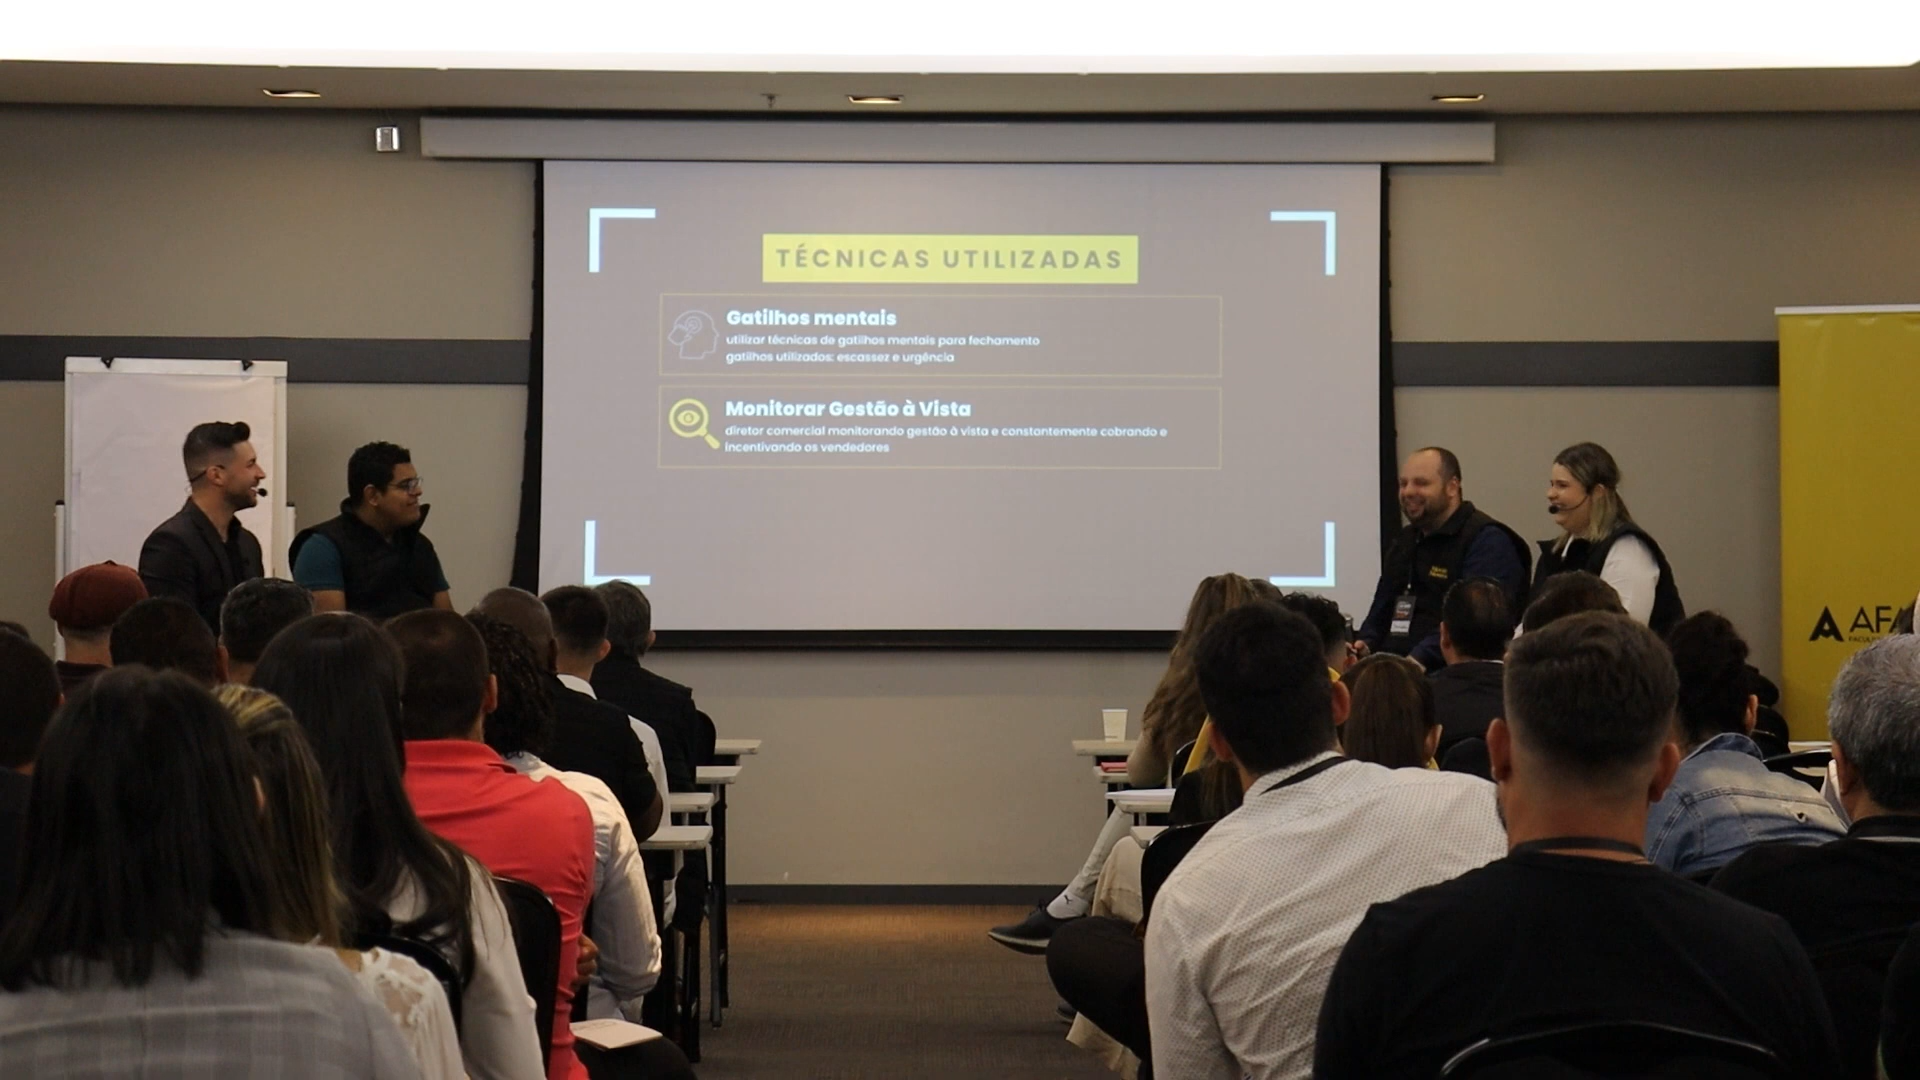 TÉCNICAS UTILIZADAS
Gatilhos mentais
utilizar técnicas de gatilhos mentais para fechamento
gatilhos utilizados: escassez e urgência
Monitorar Gestão à Vista
diretor comercial monitorando gestão à vista e constantemente cobrando e
incentivando os vendedores